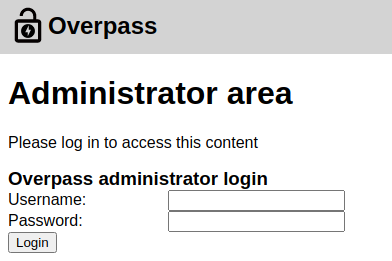 Overpass
Administrator area
Please log in to access this content
Overpass administrator login
Username:
Password:
Login